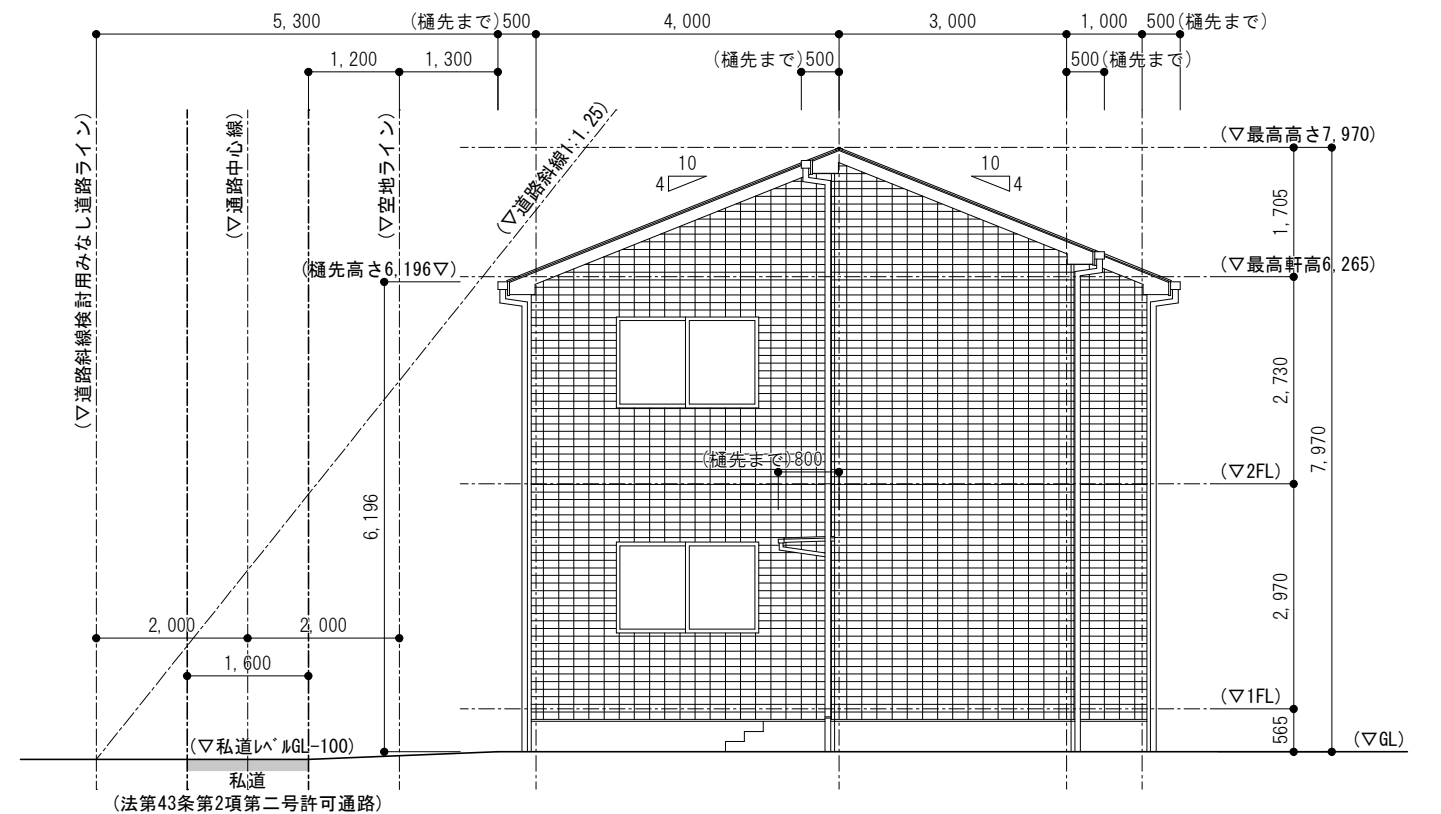 5,300
(樋先まで)500
4,000
3,000
1,000
500(樋先まで)
1,200
1,300
(樋先まで)500
500(樋先まで)
(▽道路斜線検討用みなし道路ライン)
(▽通路中心線)
(▽空地ライン)
(▽道路斜線1:1.25)
(▽最高高さ7,970)
10
4
10
4
1,705
(樋先高さ6,196▽)
(▽最高軒高6,265)
2,730
7,970
(樋先まで)800
(▽2FL)
6,196
2,970
2,000
2,000
1,600
(▽1FL)
565
(▽私道レベルGL-100)
(▽GL)
私道
(法第43条第2項第二号許可通路)